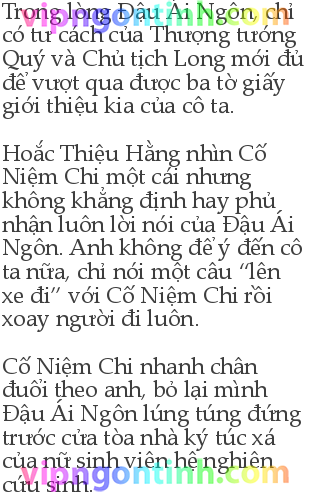 Trong lòng Đậu Ái Ngôn, chỉ
có tư cách của Thượng tướng
Quý và Chủ tịch Long mới đủ
để vượt qua được ba tờ giấy
giới thiệu kia của cô ta.
Hoắc Thiệu Hằng nhìn Cố
Niệm Chi một cái nhưng
không khẳng định hay phủ
nhận luôn lời nói của Đậu Ái
Ngôn. Anh không để ý đến cô
ta nữa, chỉ nói một câu “lên
xe đi” với Cố Niệm Chi rồi
xoay người đi luôn.
Cố Niệm Chi nhanh chân
đuổi theo anh, bỏ lại mình
Đậu Ái Ngôn lúng túng đứng
trước cửa tòa nhà ký túc xá
của nữ sinh viên hệ nghiên
cứu sinh.
vipngontinh.com
vipngontinh.com